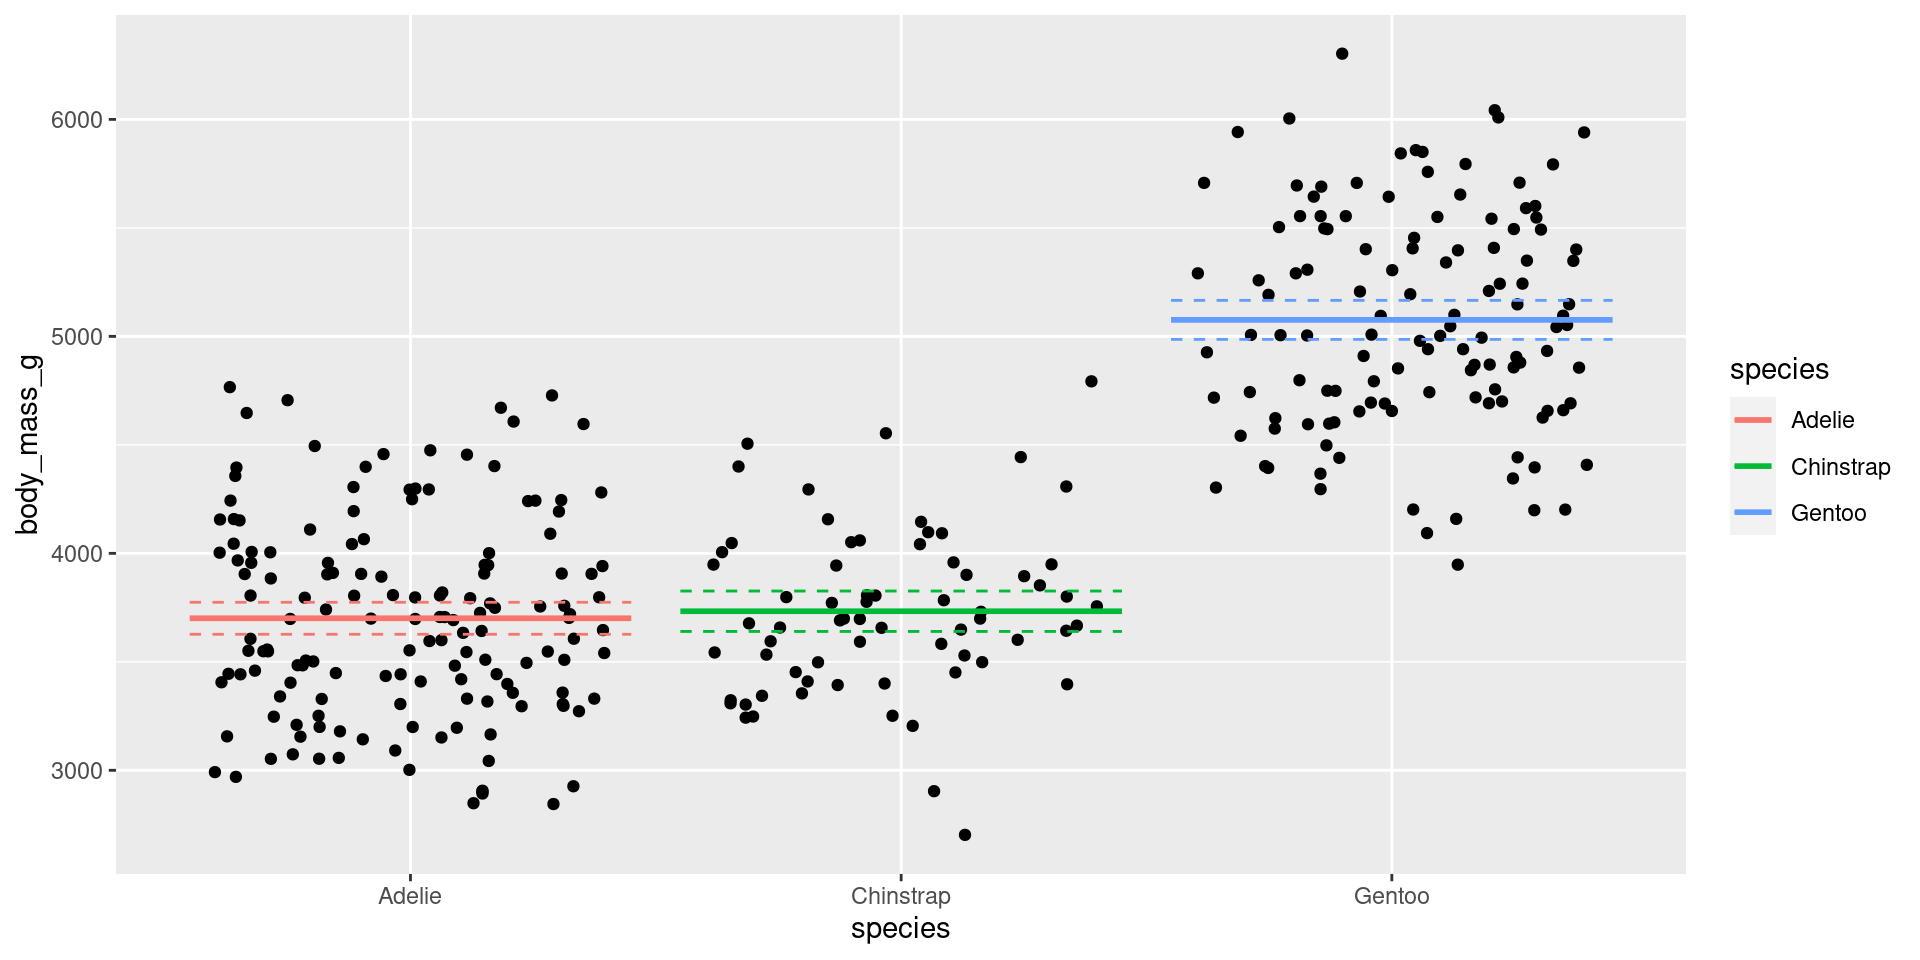 body_mass_g
6000
5000
4000
3000
Adelie
Chinstrap
Gentoo
species
species
Adelie
Chinstrap
Gentoo